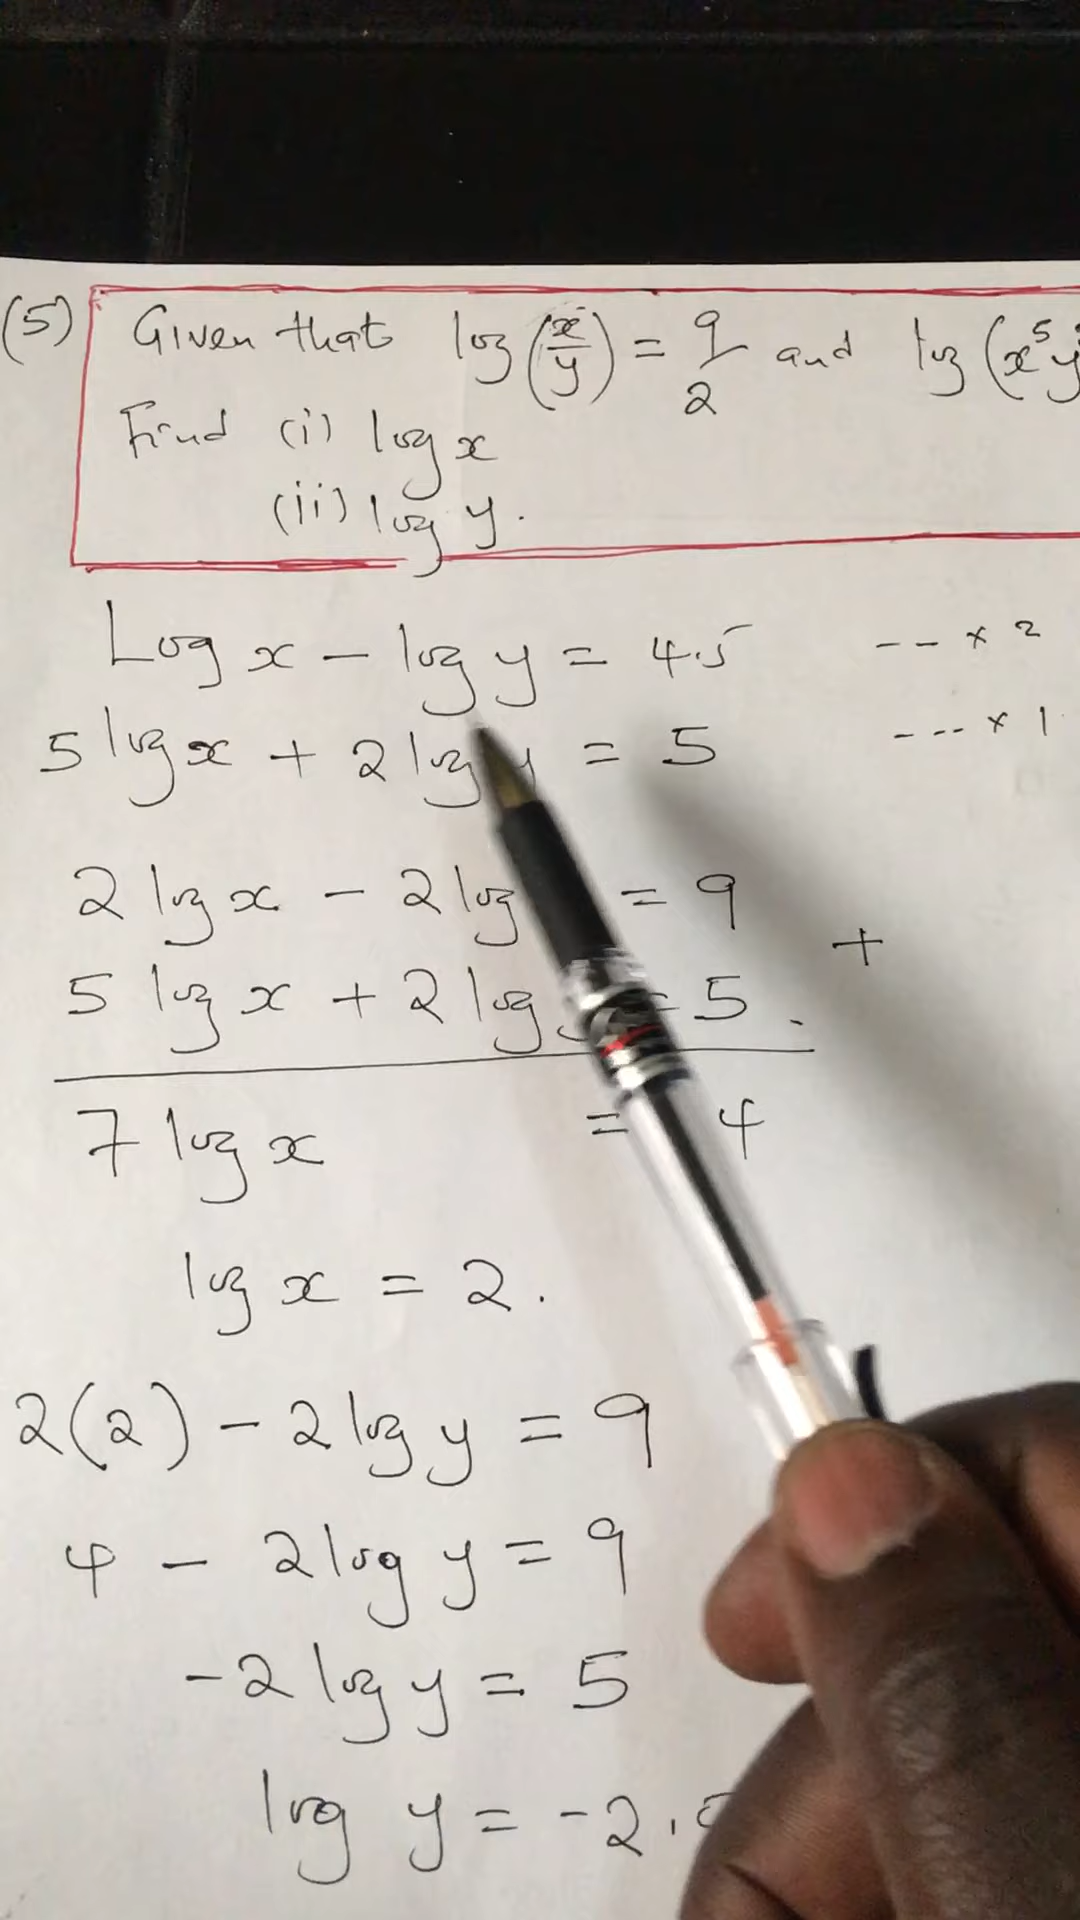 (5) Given that log(x/y) = 9/2 and log(x⁵y
Find (i) log x
(ii) log y.
Log x - log y = 4.5 --- × 2
5 log x + 2 log y = 5 --- × 1
2 log x - 2 log = 9
5 log x + 2 log = 5. +
7 log x = 4
log x = 2.
2(2) - 2 log y = 9
4 - 2 log y = 9
-2 log y = 5
log y = -2.